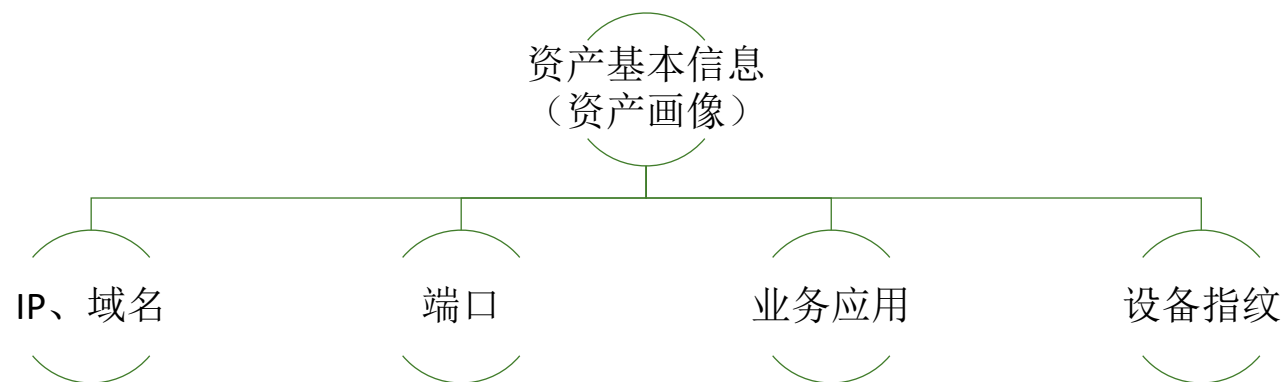 资产基本信息
（资产画像）
IP、域名
端口
业务应用
设备指纹